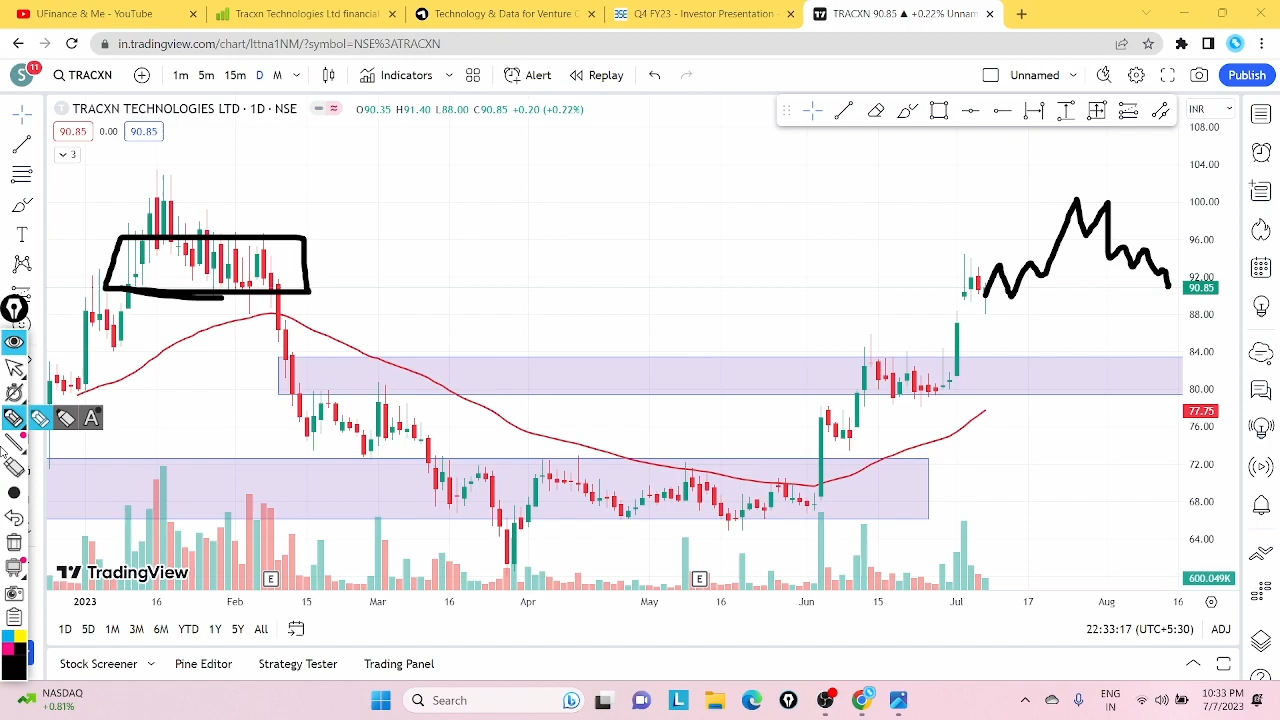 UFinance & Me - YouTube
Tracxn Technologies Ltd financial
Technology & Data for Venture C
Q4 FY23 - Investor Presentation -
TRACXN 90.85 ▲ +0.22% Unnam
in.tradingview.com/chart/lttna1NM/?symbol=NSE%3ATRACXN
S 11 TRACXN 1m 5m 15m D M Indicators Alert Replay Unnamed Publish
TRACXN TECHNOLOGIES LTD · 1D · NSE O90.35 H91.40 L88.00 C90.85 +0.20 (+0.22%) INR
90.85 0.00 90.85
3
108.00
104.00
100.00
96.00
92.00
90.85
88.00
84.00
80.00
77.75
76.00
72.00
68.00
64.00
600.049K
T
A
E E
TradingView
2023 16 Feb 15 Mar 16 Apr May 16 Jun 15 Jul 17 Aug 16
1D 5D 1M 3M 6M YTD 1Y 5Y All 22:33:17 (UTC+5:30) ADJ
Stock Screener Pine Editor Strategy Tester Trading Panel
NASDAQ
+0.81%
Search
ENG
IN
10:33 PM
7/7/2023